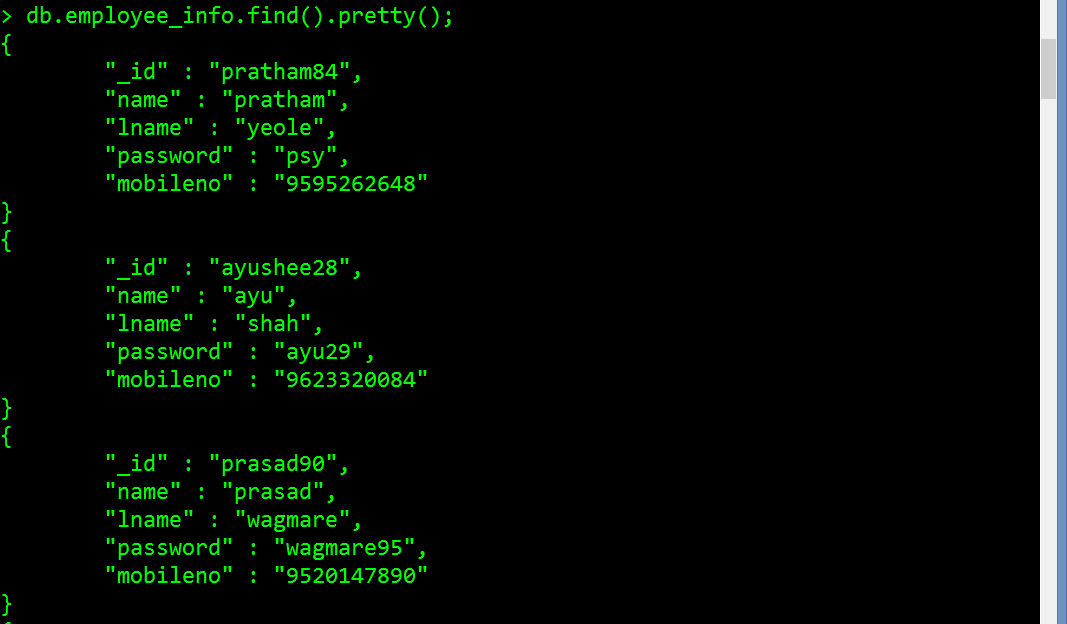 > db.employee_info.find().pretty();
{
"_id" : "pratham84",
"name" : "pratham",
"lname" : "yeole",
"password" : "psy",
"mobileno" : "9595262648"
}
{
"_id" : "ayushee28",
"name" : "ayu",
"lname" : "shah",
"password" : "ayu29",
"mobileno" : "9623320084"
}
{
"_id" : "prasad90",
"name" : "prasad",
"lname" : "wagmare",
"password" : "wagmare95",
"mobileno" : "9520147890"
}